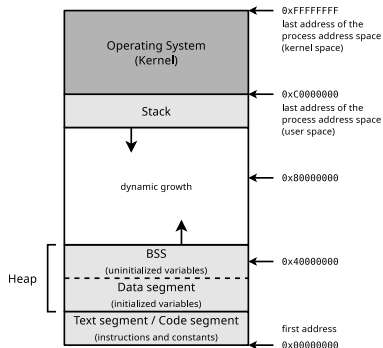 0xFFFFFFFF
last address of the
process address space
(kernel space)
Operating System
(Kernel)
0xC0000000
last address of the
process address space
(user space)
Stack
dynamic growth
0x80000000
BSS
(uninitialized variables)
0x40000000
Heap
Data segment
(initialized variables)
Text segment / Code segment
(instructions and constants)
first address
0x00000000